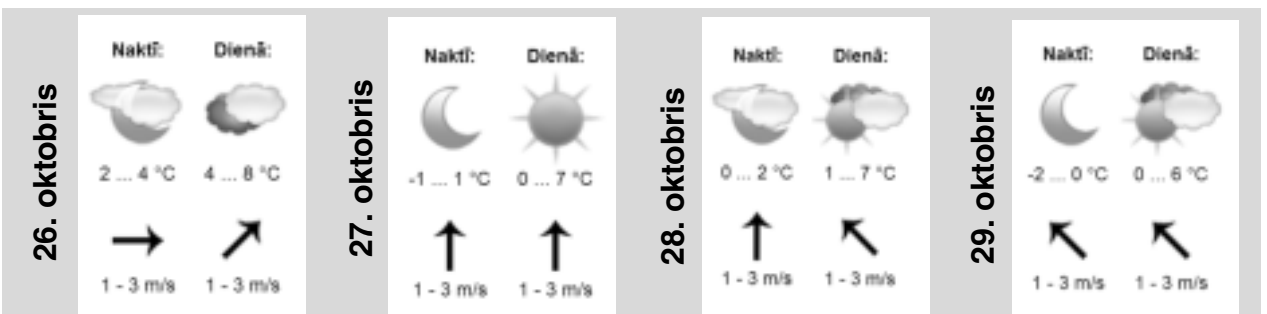 26. oktobris
Naktī: Dienā:
2 ... 4 °C 4 ... 8 °C
1 - 3 m/s 1 - 3 m/s
27. oktobris
Naktī: Dienā:
-1 ... 1 °C 0 ... 7 °C
1 - 3 m/s 1 - 3 m/s
28. oktobris
Naktī: Dienā:
0 ... 2 °C 1 ... 7 °C
1 - 3 m/s 1 - 3 m/s
29. oktobris
Naktī: Dienā:
-2 ... 0 °C 0 ... 6 °C
1 - 3 m/s 1 - 3 m/s